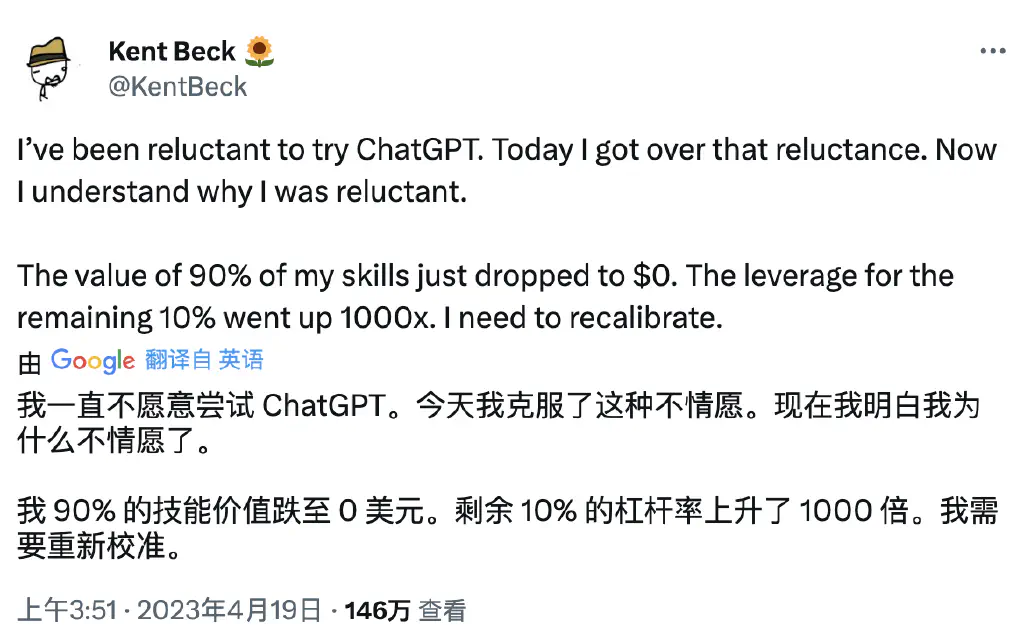 Kent Beck 🌻
@KentBeck
I’ve been reluctant to try ChatGPT. Today I got over that reluctance. Now
I understand why I was reluctant.
The value of 90% of my skills just dropped to $0. The leverage for the
remaining 10% went up 1000x. I need to recalibrate.
由 Google 翻译自 英语
我一直不愿意尝试 ChatGPT。今天我克服了这种不情愿。现在我明白我为
什么不情愿了。
我 90% 的技能价值跌至 0 美元。剩余 10% 的杠杆率上升了 1000 倍。我需
要重新校准。
上午3:51 · 2023年4月19日 · 146万 查看